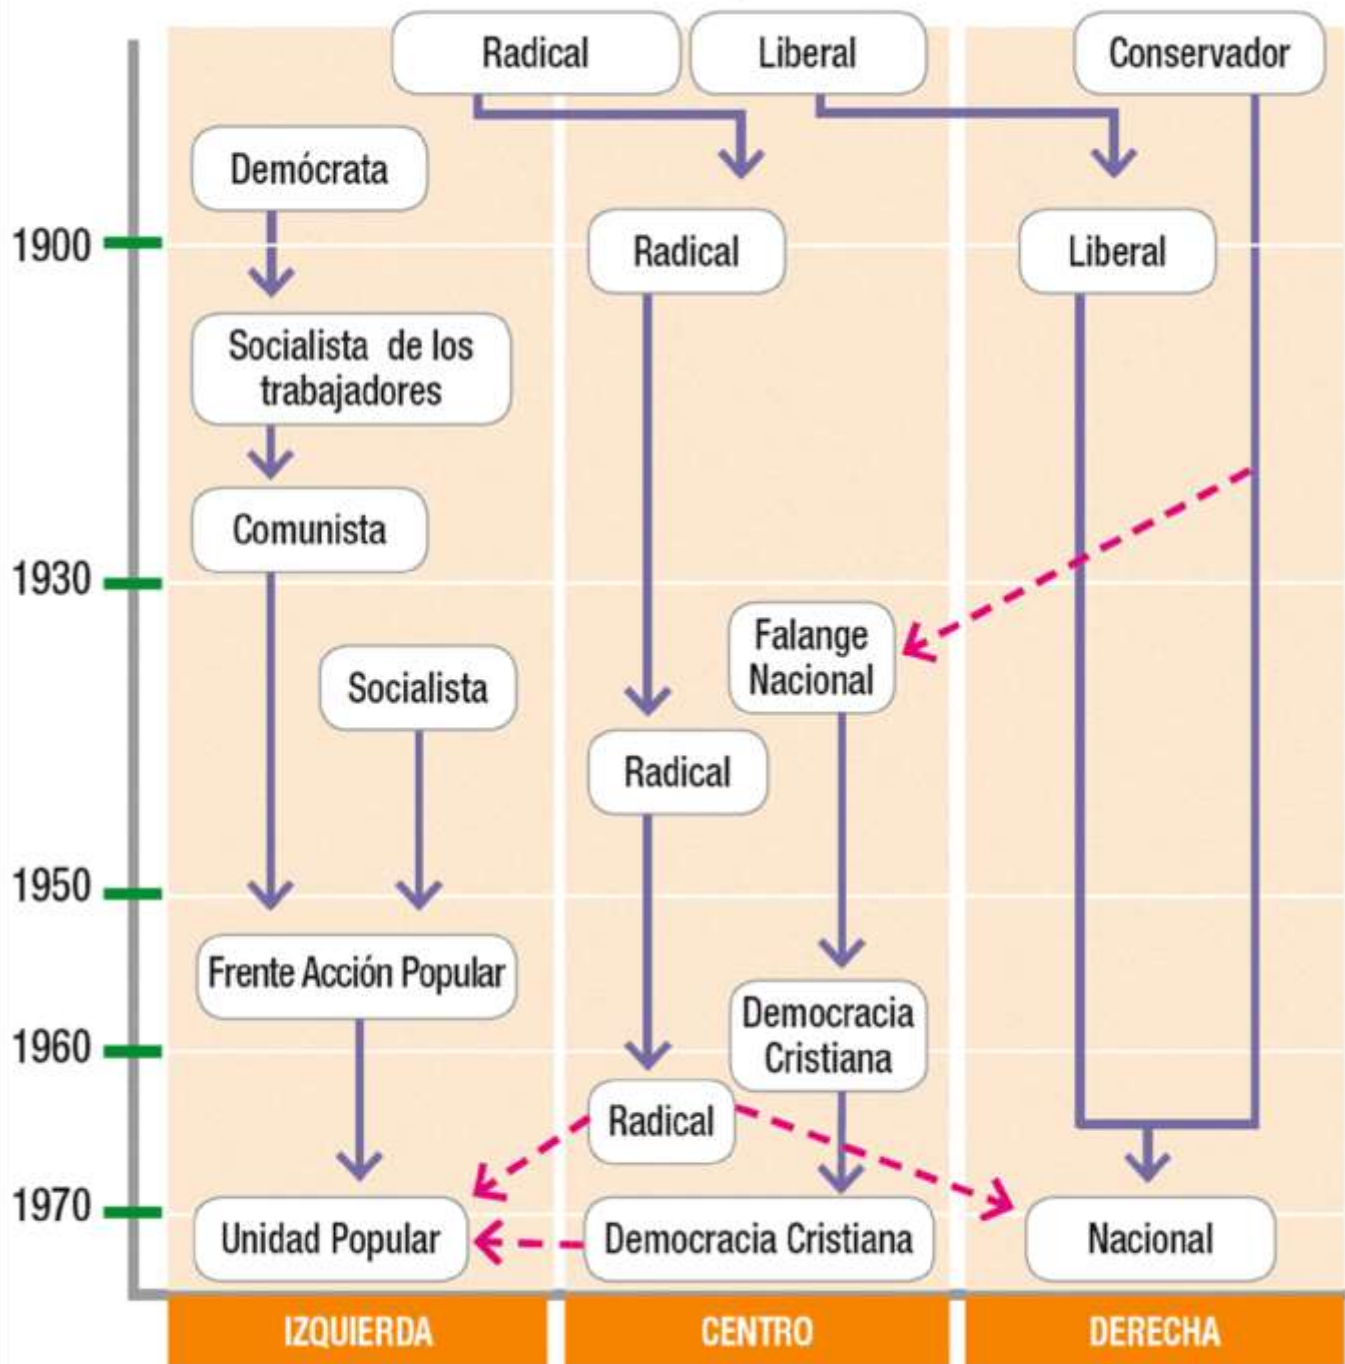 Radical
Liberal
Conservador
Demócrata
1900
Radical
Liberal
Socialista de los
trabajadores
Comunista
1930
Falange
Nacional
Socialista
Radical
1950
Frente Acción Popular
Democracia
Cristiana
1960
Radical
1970
Unidad Popular
Democracia Cristiana
Nacional
IZQUIERDA
CENTRO
DERECHA